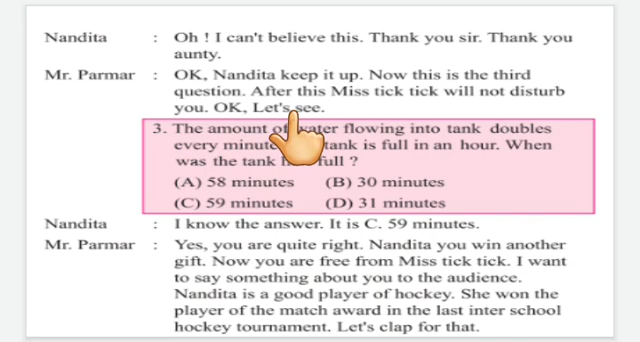 Nandita : Oh ! I can't believe this. Thank you sir. Thank you
aunty.
Mr. Parmar : OK, Nandita keep it up. Now this is the third
question. After this Miss tick tick will not disturb
you. OK, Let's see.
3. The amount of water flowing into tank doubles
every minute tank is full in an hour. When
was the tank full ?
(A) 58 minutes (B) 30 minutes
(C) 59 minutes (D) 31 minutes
Nandita : I know the answer. It is C. 59 minutes.
Mr. Parmar : Yes, you are quite right. Nandita you win another
gift. Now you are free from Miss tick tick. I want
to say something about you to the audience.
Nandita is a good player of hockey. She won the
player of the match award in the last inter school
hockey tournament. Let's clap for that.